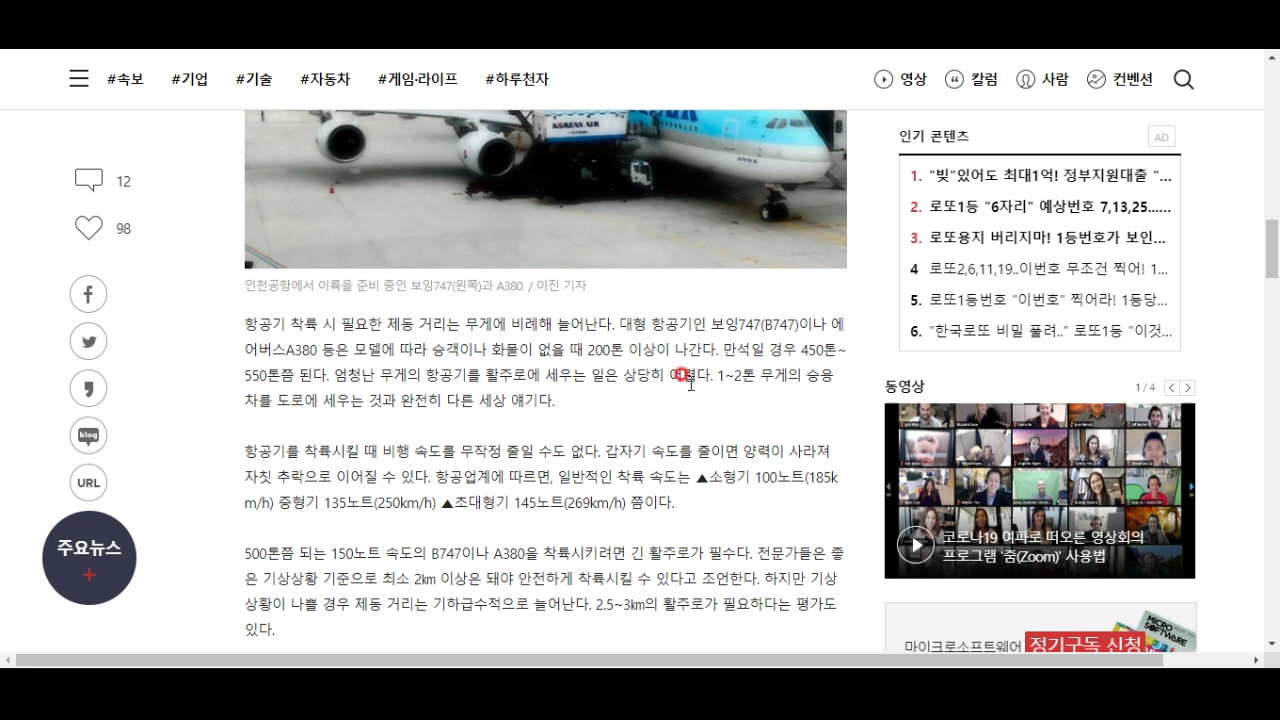 #속보 #기업 #기술 #자동차 #게임·라이프 #하루천자 영상 칼럼 사람 컨벤션
12
98
blog
URL
주요뉴스
+
KOREAN AIR
인천공항에서 이륙을 준비 중인 보잉747(왼쪽)과 A380. / 이진 기자
항공기 착륙 시 필요한 제동 거리는 무게에 비례해 늘어난다. 대형 항공기인 보잉747(B747)이나 에
어버스A380 등은 모델에 따라 승객이나 화물이 없을 때 200톤 이상이 나간다. 만석일 경우 450톤~
550톤쯤 된다. 엄청난 무게의 항공기를 활주로에 세우는 일은 상당히 어렵다. 1~2톤 무게의 승용
차를 도로에 세우는 것과 완전히 다른 세상 얘기다.
항공기를 착륙시킬 때 비행 속도를 무작정 줄일 수도 없다. 갑자기 속도를 줄이면 양력이 사라져
자칫 추락으로 이어질 수 있다. 항공업계에 따르면, 일반적인 착륙 속도는 ▲소형기 100노트(185k
m/h) 중형기 135노트(250km/h) ▲초대형기 145노트(269km/h) 쯤이다.
500톤쯤 되는 150노트 속도의 B747이나 A380을 착륙시키려면 긴 활주로가 필수다. 전문가들은 좋
은 기상상황 기준으로 최소 2㎞ 이상은 돼야 안전하게 착륙시킬 수 있다고 조언한다. 하지만 기상
상황이 나쁠 경우 제동 거리는 기하급수적으로 늘어난다. 2.5~3㎞의 활주로가 필요하다는 평가도
있다.
인기 콘텐츠 AD
1. "빚"있어도 최대1억! 정부지원대출 "...
2. 로또1등 "6자리" 예상번호 7,13,25......
3. 로또용지 버리지마! 1등번호가 보인...
4 로또2,6,11,19..이번호 무조건 찍어! 1...
5. 로또1등번호 "이번호" 찍어라! 1등당...
6. "한국로또 비밀 풀려.." 로또1등 "이것...
동영상 1 / 4
코로나19 여파로 떠오른 영상회의
프로그램 '줌(Zoom)' 사용법
MICRO
SOFTWARE
마이크로소프트웨어 정기구독 신청